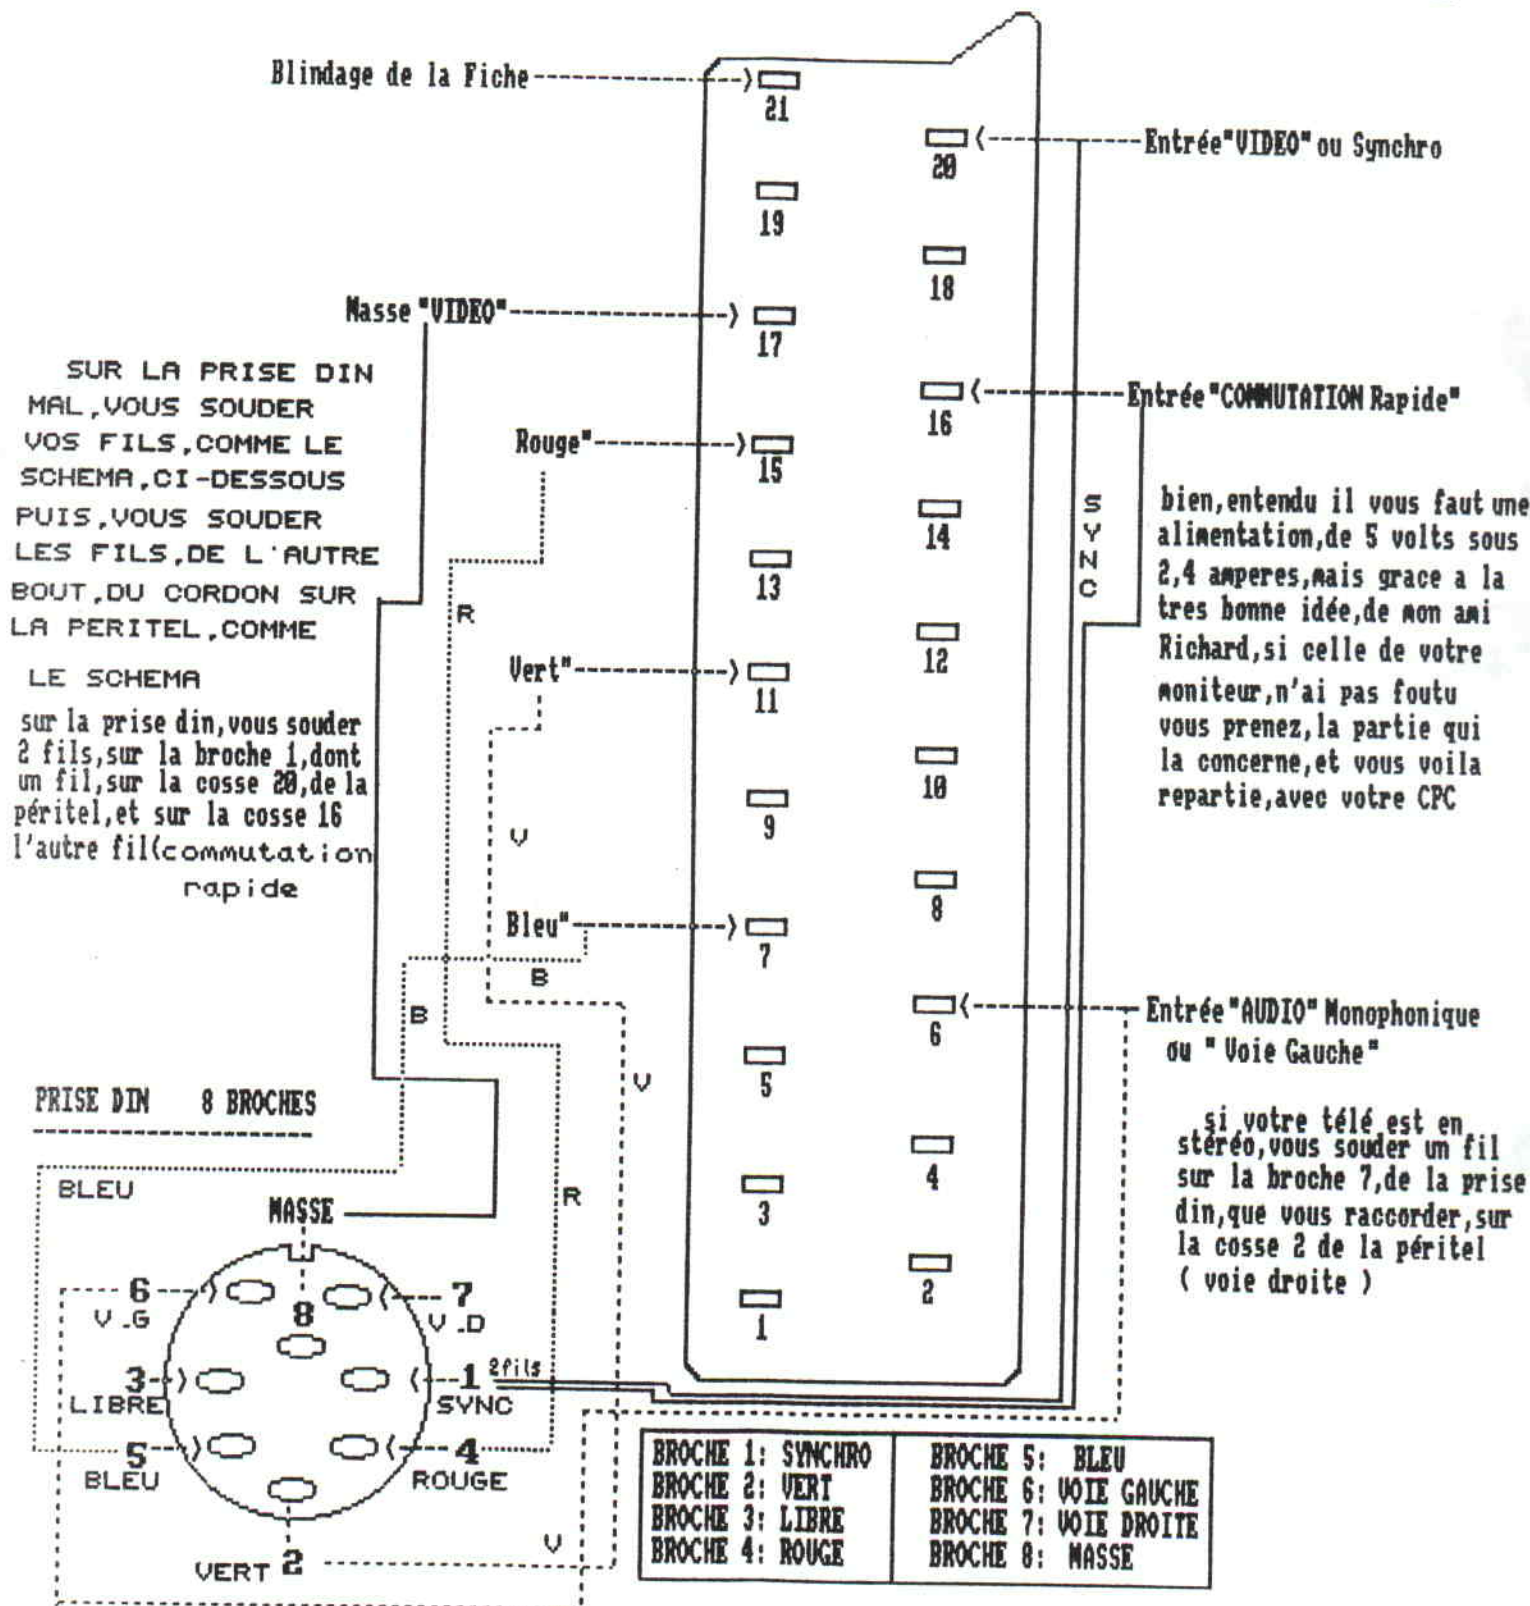 Blindage de la Fiche
21
Entrée"VIDEO" ou Synchro
20
19
18
Masse "VIDEO"
17
Entrée "COMMUTATION Rapide"
16
Rouge"
15
14
13
12
Vert"
11
10
9
8
Bleu"
7
6
Entrée "AUDIO" Monophonique
ou " Voie Gauche"
5
4
3
2
1
SUR LA PRISE DIN
MAL,VOUS SOUDER
VOS FILS,COMME LE
SCHEMA,CI-DESSOUS
PUIS,VOUS SOUDER
LES FILS,DE L'AUTRE
BOUT,DU CORDON SUR
LA PERITEL,COMME
LE SCHEMA
sur la prise din,vous souder
2 fils,sur la broche 1,dont
um fil,sur la cosse 20,de la
péritel,et sur la cosse 16
l'autre fil(commutation
rapide
R
V
B
B
V
R
S
Y
N
C
bien,entendu il vous faut une
alimentation,de 5 volts sous
2,4 amperes,mais grace a la
tres bonne idée,de mon ami
Richard,si celle de votre
moniteur,n'ai pas foutu
vous prenez,la partie qui
la concerne,et vous voila
repartie,avec votre CPC
si votre télé est en
stéréo,vous souder um fil
sur la broche 7,de la prise
din,que vous raccorder,sur
la cosse 2 de la péritel
( voie droite )
PRISE DIN 8 BROCHES
BLEU
MASSE
6
V.G
8
7
V.D
3
LIBRE
1
2fils
SYNC
5
BLEU
4
ROUGE
VERT 2
V
BROCHE 1: SYNCHRO
BROCHE 2: VERT
BROCHE 3: LIBRE
BROCHE 4: ROUGE
BROCHE 5: BLEU
BROCHE 6: VOIE GAUCHE
BROCHE 7: VOIE DROITE
BROCHE 8: MASSE